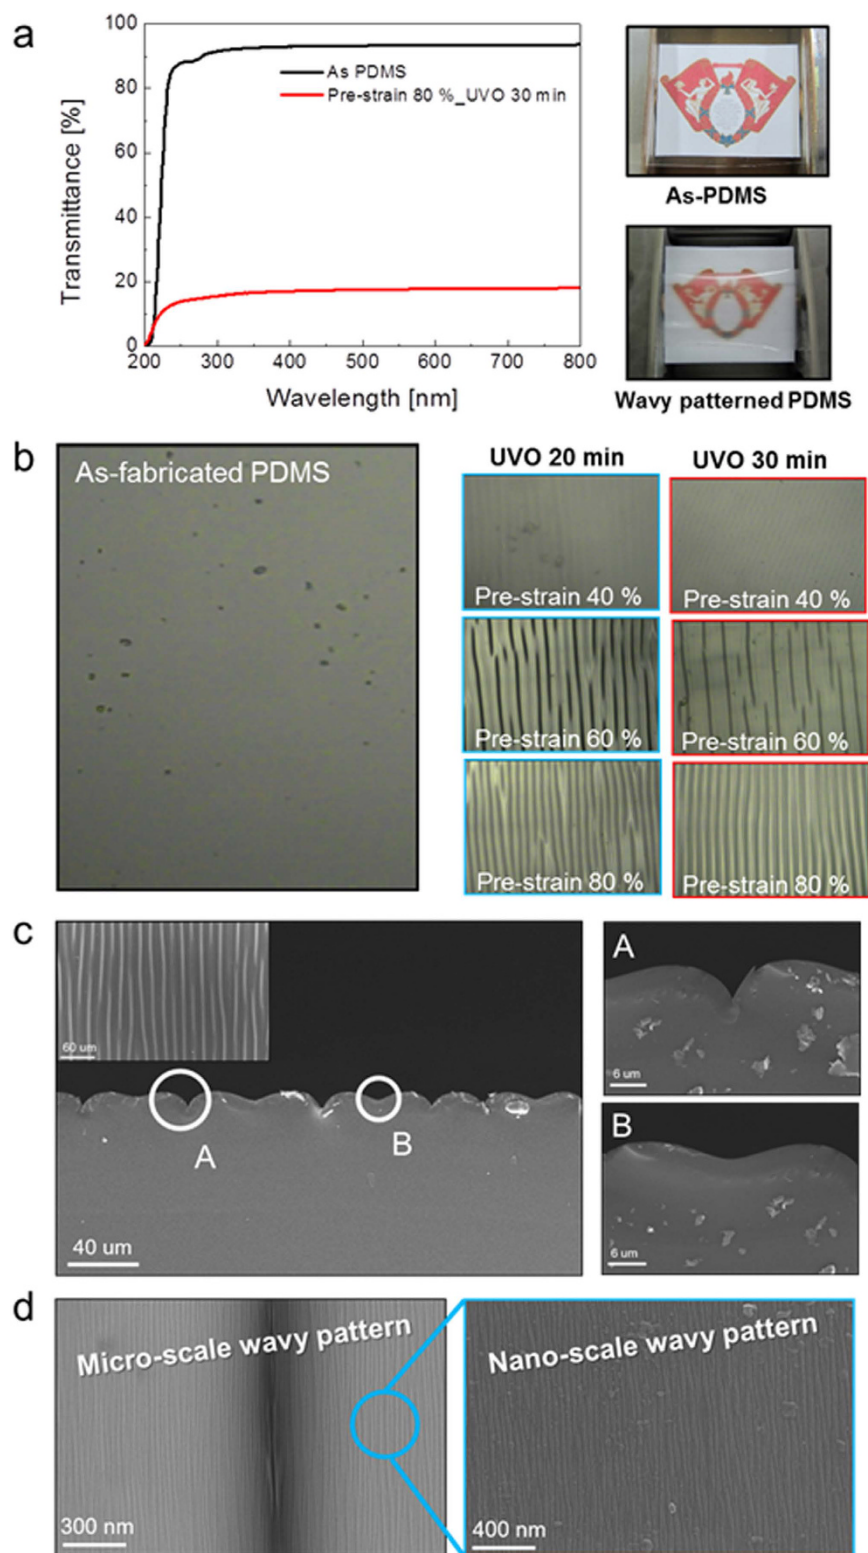 a
100
80
60
40
20
0
Transmittance [%]
As PDMS
Pre-strain 80 %_UVO 30 min
200 300 400 500 600 700 800
Wavelength [nm]
As-PDMS
Wavy patterned PDMS
b
As-fabricated PDMS
UVO 20 min
UVO 30 min
Pre-strain 40 %
Pre-strain 40 %
Pre-strain 60 %
Pre-strain 60 %
Pre-strain 80 %
Pre-strain 80 %
c
60 um
A
B
40 um
A
6 um
B
6 um
d
Micro-scale wavy pattern
300 nm
Nano-scale wavy pattern
400 nm